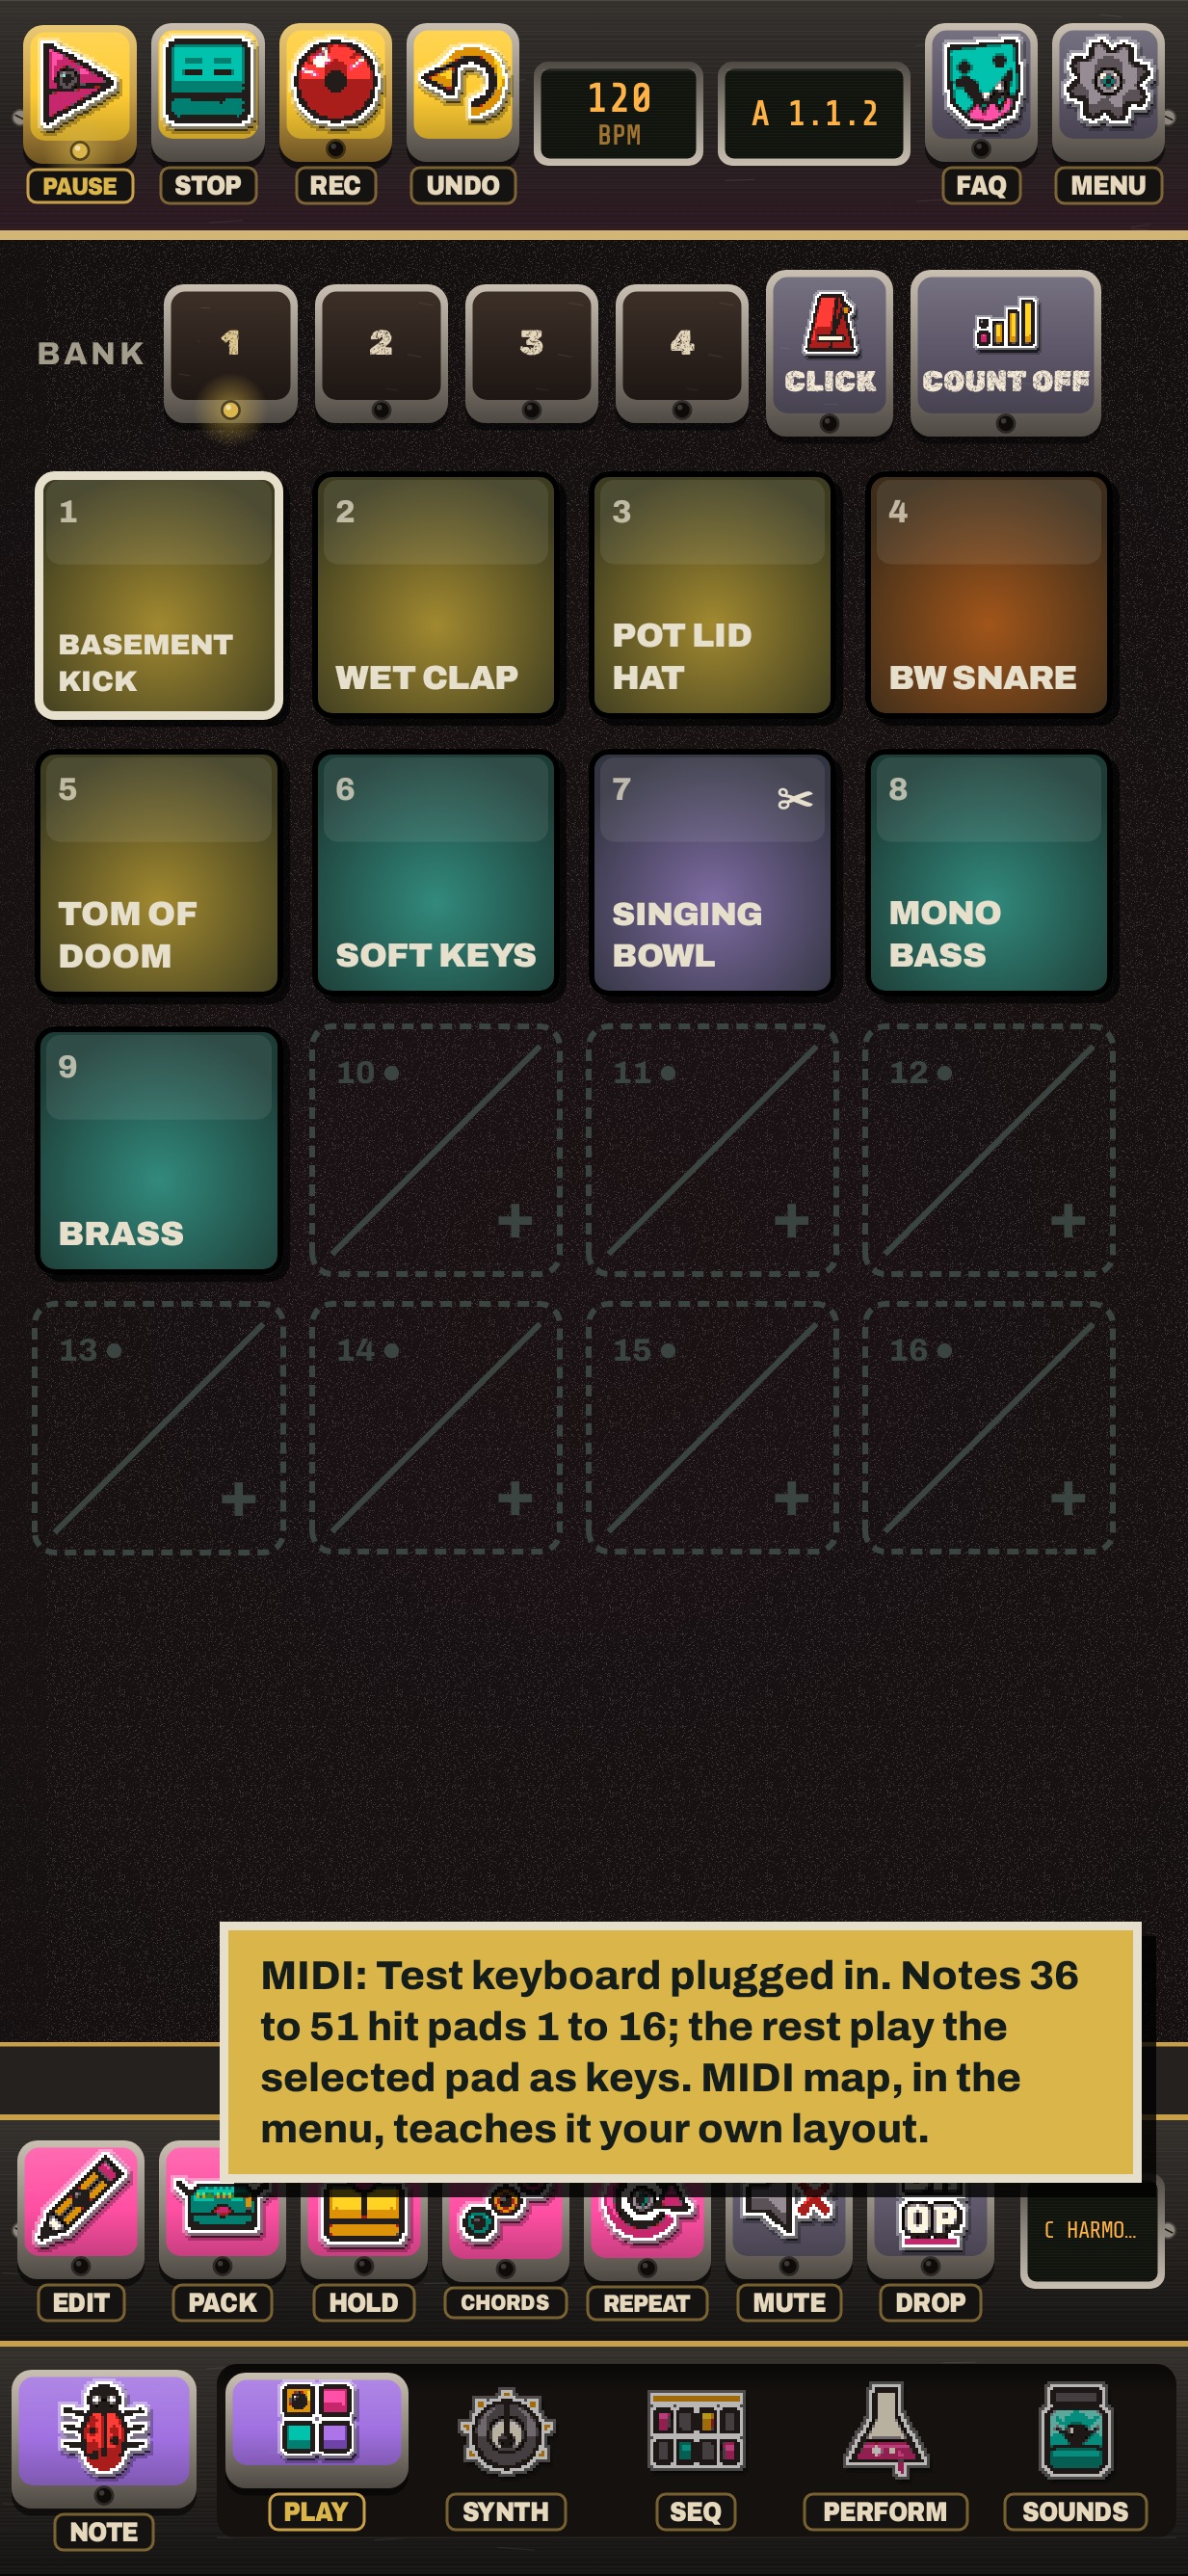 120
BPM
A 1.1.2
PAUSE
STOP
REC
UNDO
FAQ
MENU
BANK
1
2
3
4
CLICK
COUNT OFF
1
BASEMENT
KICK
2
WET CLAP
3
POT LID
HAT
4
BW SNARE
5
TOM OF
DOOM
6
SOFT KEYS
7
SINGING
BOWL
8
MONO
BASS
9
BRASS
10
11
12
13
14
15
16
MIDI: Test keyboard plugged in. Notes 36
to 51 hit pads 1 to 16; the rest play the
selected pad as keys. MIDI map, in the
menu, teaches it your own layout.
OP
C HARMO...
EDIT
PACK
HOLD
CHORDS
REPEAT
MUTE
DROP
NOTE
PLAY
SYNTH
SEQ
PERFORM
SOUNDS